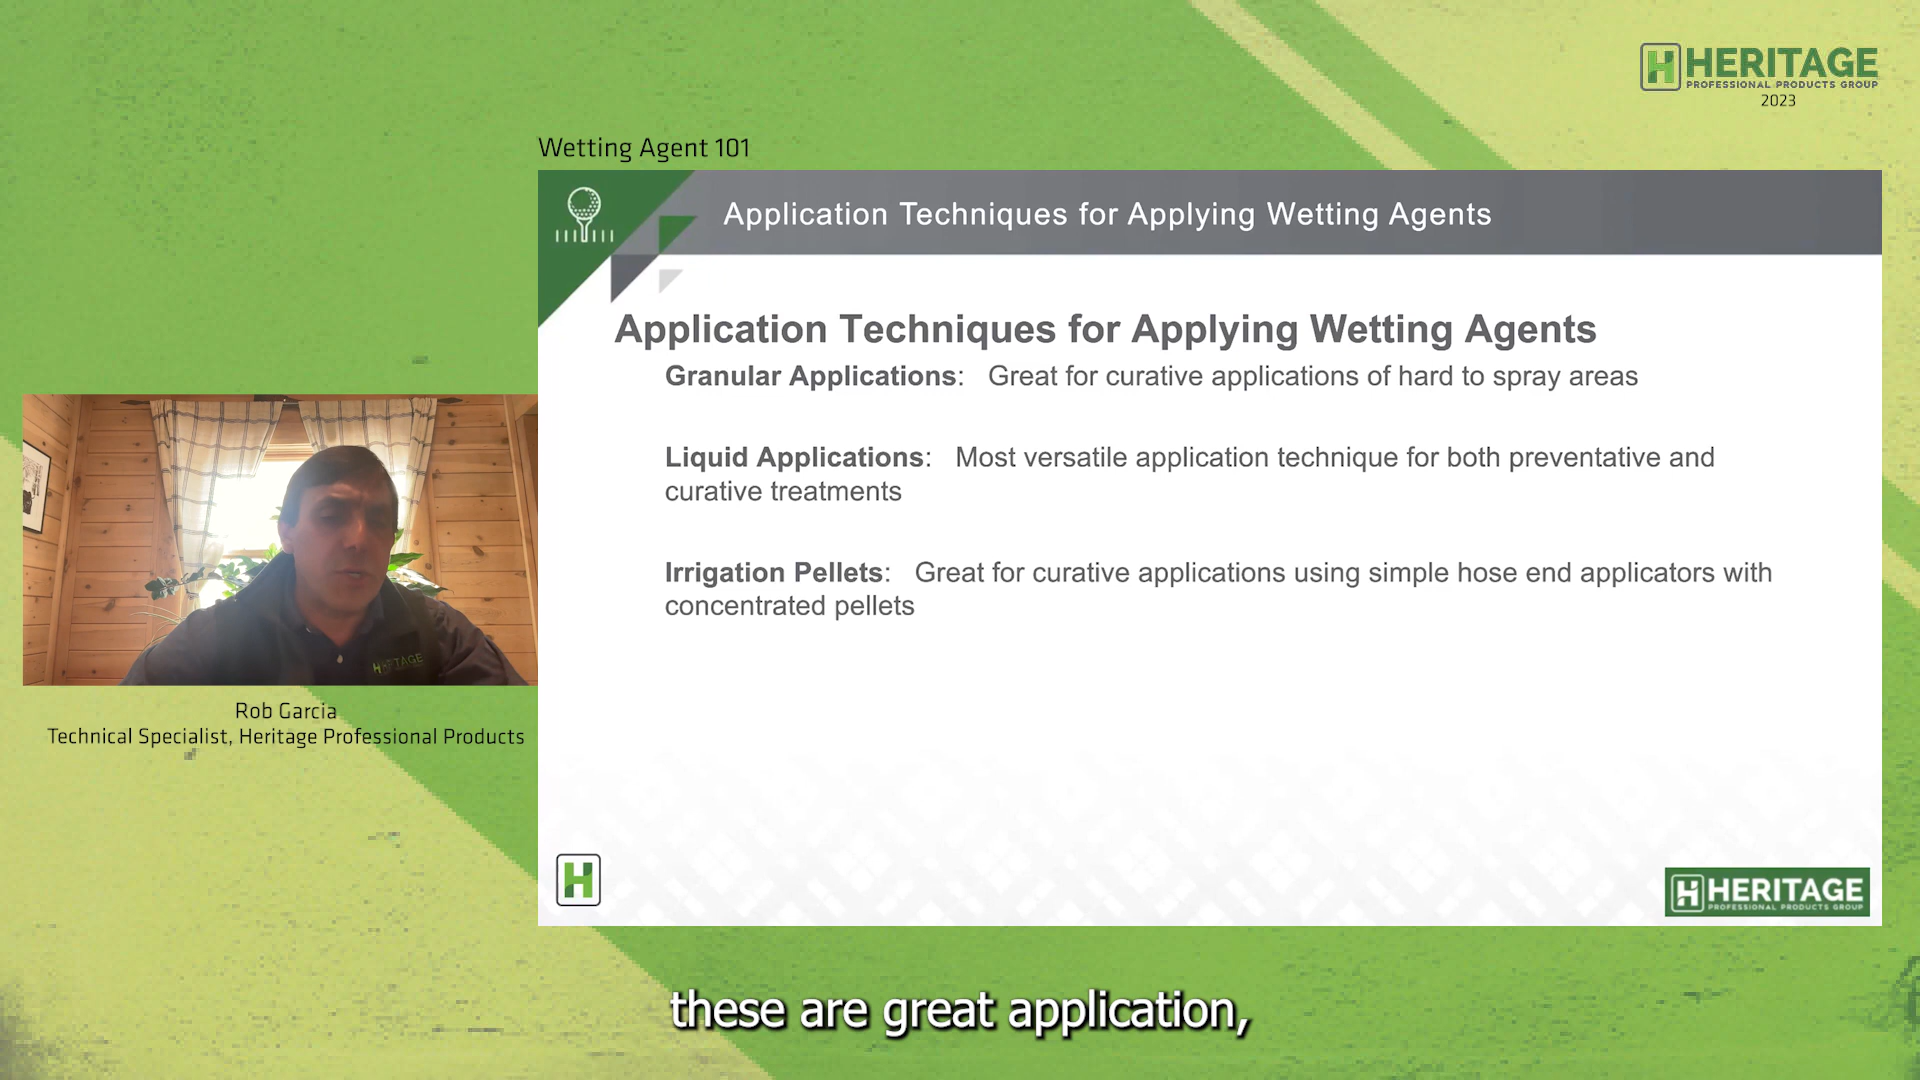 HERITAGE
PROFESSIONAL PRODUCTS GROUP
2023
Wetting Agent 101
Application Techniques for Applying Wetting Agents
Application Techniques for Applying Wetting Agents
Granular Applications: Great for curative applications of hard to spray areas
Liquid Applications: Most versatile application technique for both preventative and
curative treatments
Irrigation Pellets: Great for curative applications using simple hose end applicators with
concentrated pellets
HERITAGE
Rob Garcia
Technical Specialist, Heritage Professional Products
H
HERITAGE
PROFESSIONAL PRODUCTS GROUP
these are great application,